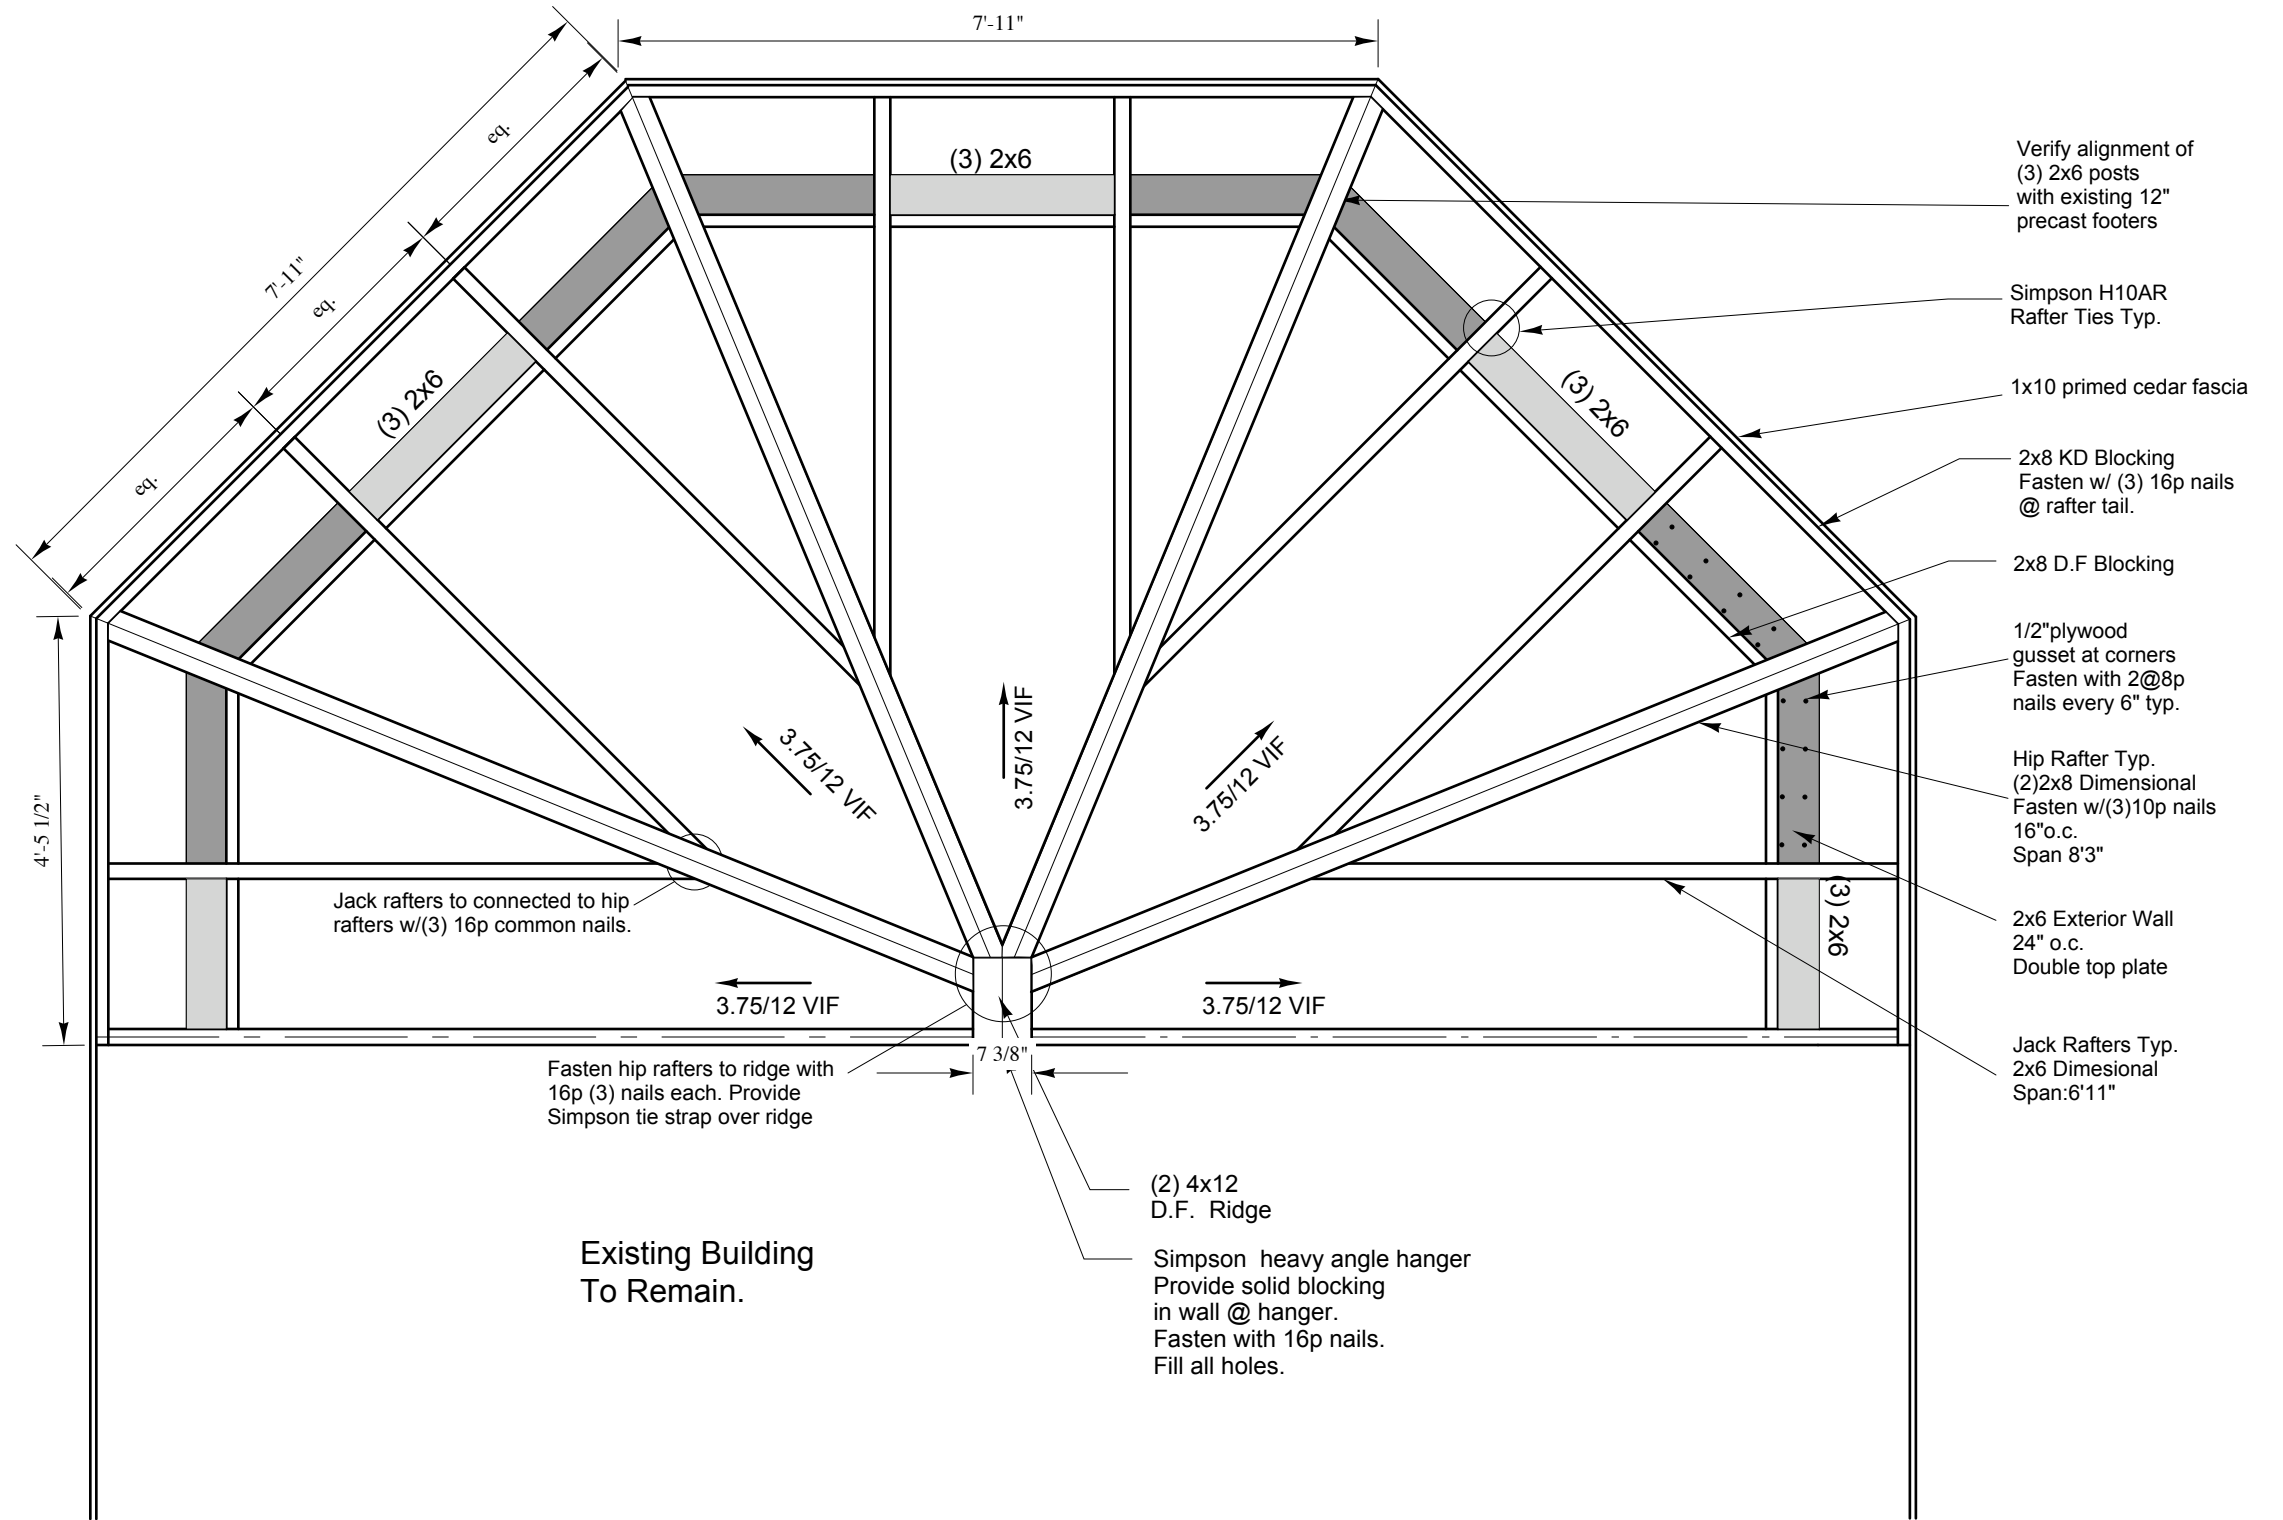 7'-11"
(3) 2x6
eq.
7'-11"
eq.
(3) 2x6
eq.
4'-5 1/2"
(3) 2x6
(3) 2x6
3.75/12 VIF
3.75/12 VIF
3.75/12 VIF
3.75/12 VIF
3.75/12 VIF
Jack rafters to connected to hip
rafters w/(3) 16p common nails.
7 3/8"
Fasten hip rafters to ridge with
16p (3) nails each. Provide
Simpson tie strap over ridge
(2) 4x12
D.F. Ridge
Simpson heavy angle hanger
Provide solid blocking
in wall @ hanger.
Fasten with 16p nails.
Fill all holes.
Existing Building
To Remain.
Verify alignment of
(3) 2x6 posts
with existing 12"
precast footers
Simpson H10AR
Rafter Ties Typ.
1x10 primed cedar fascia
2x8 KD Blocking
Fasten w/ (3) 16p nails
@ rafter tail.
2x8 D.F Blocking
1/2"plywood
gusset at corners
Fasten with 2@8p
nails every 6" typ.
Hip Rafter Typ.
(2)2x8 Dimensional
Fasten w/(3)10p nails
16"o.c.
Span 8'3"
2x6 Exterior Wall
24" o.c.
Double top plate
Jack Rafters Typ.
2x6 Dimesional
Span:6'11"